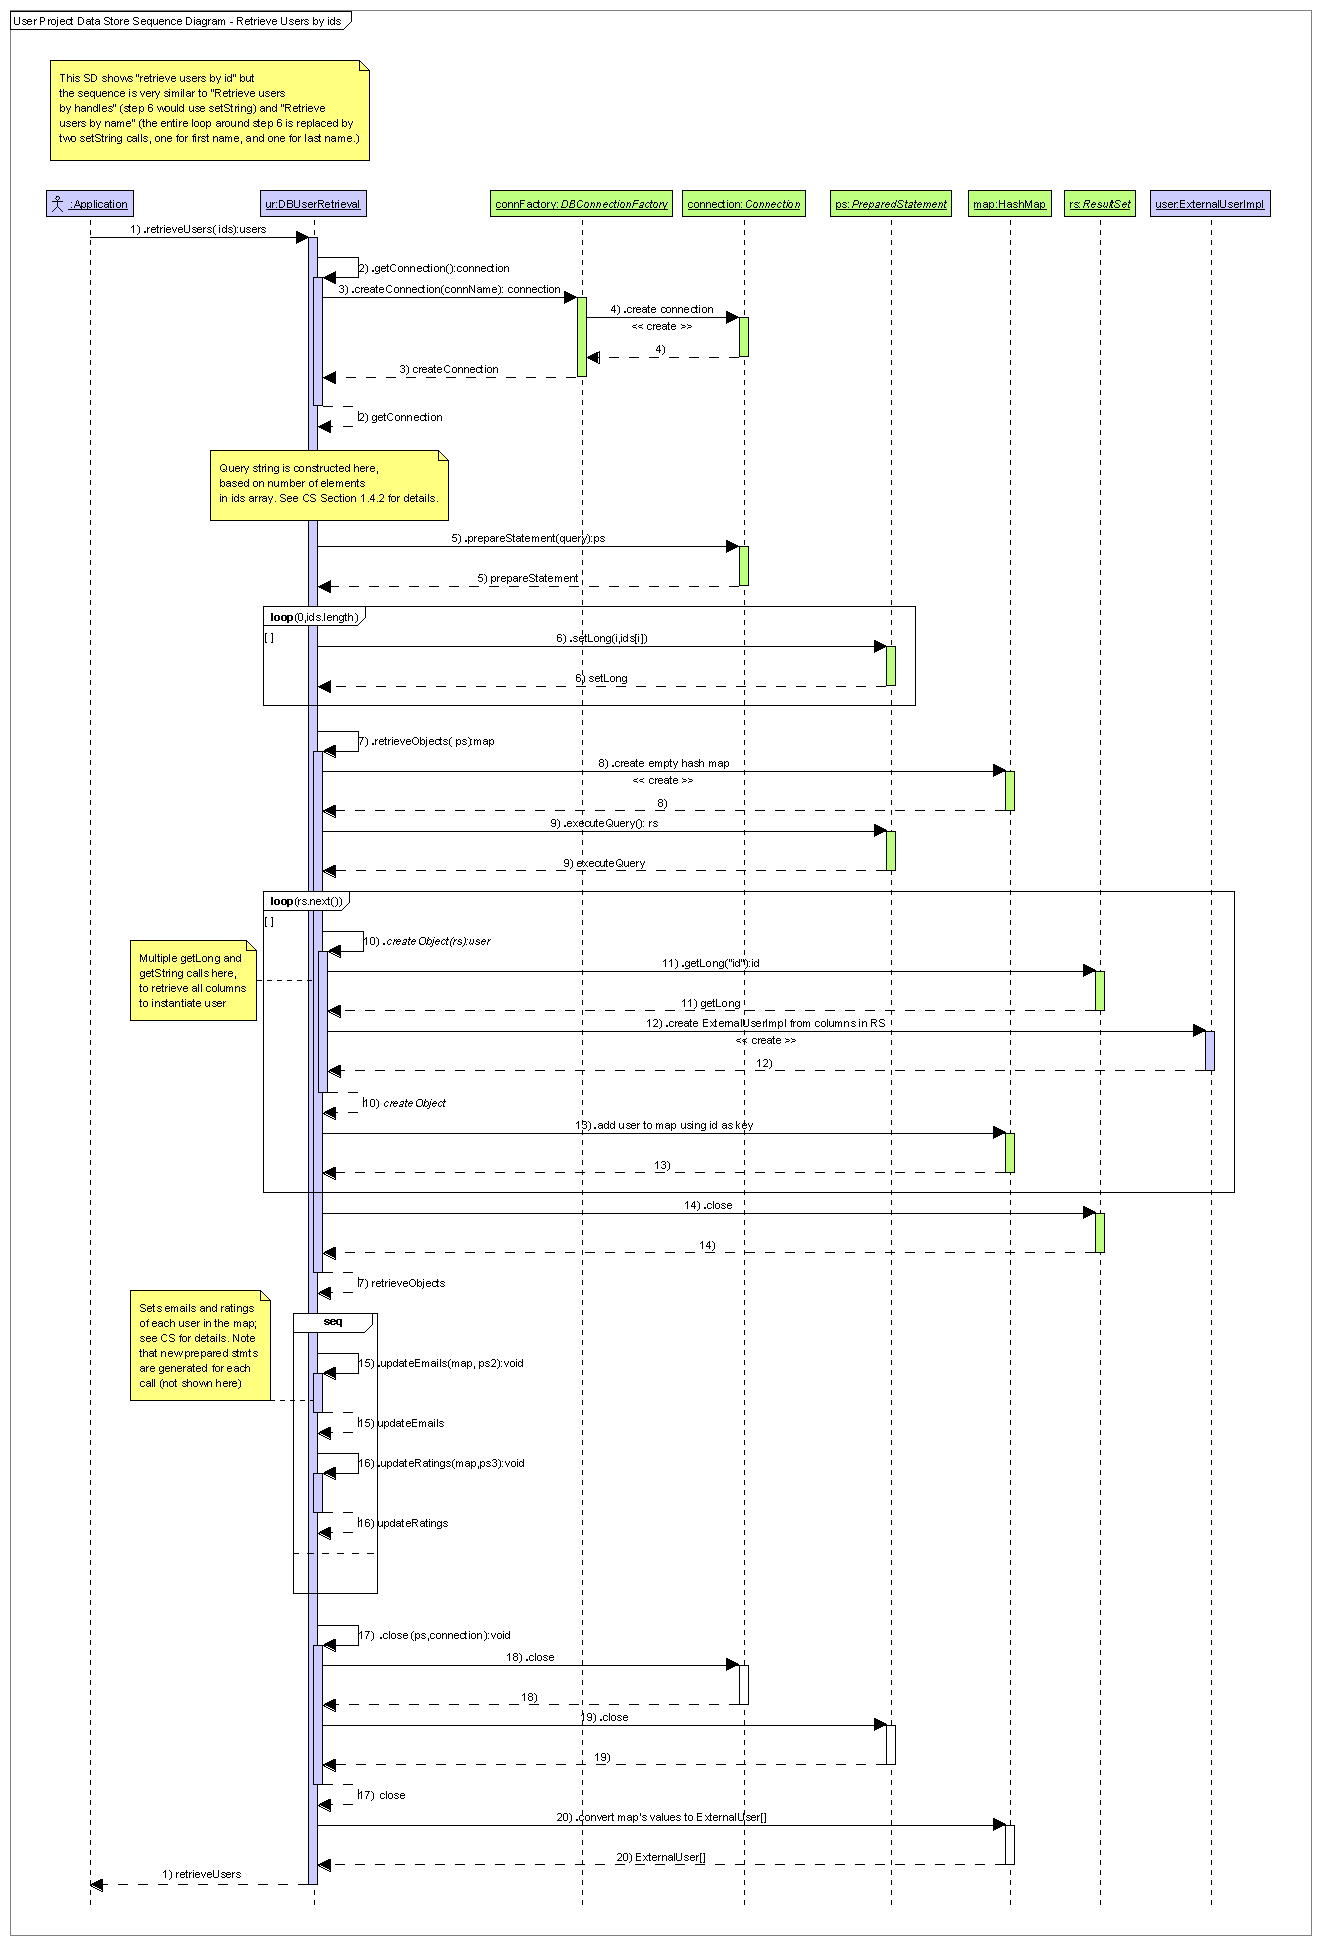 User Project Data Store Sequence Diagram - Retrieve Users by ids
This SD shows "retrieve users by id" but
the sequence is very similar to "Retrieve users
by handles" (step 6 would use setString) and "Retrieve
users by name" (the entire loop around step 6 is replaced by
two setString calls, one for first name, and one for last name.)
:Application
ur:DBUserRetrieval
connFactory:DBConnectionFactory
connection:Connection
ps:PreparedStatement
map:HashMap
rs:ResultSet
user:ExternalUserImpl
1) .retrieveUsers( ids):users
2) .getConnection():connection
3) .createConnection(connName): connection
4) .create connection
<< create >>
4)
3) createConnection
2) getConnection
Query string is constructed here,
based on number of elements
in ids array. See CS Section 1.4.2 for details.
5) .prepareStatement(query):ps
5) prepareStatement
loop(0,ids.length)
[ ]
6) .setLong(i,ids[i])
6) setLong
7) .retrieveObjects( ps):map
8) .create empty hash map
<< create >>
8)
9) .executeQuery(): rs
9) executeQuery
loop(rs.next())
[ ]
10) .createObject(rs):user
Multiple getLong and
getString calls here,
to retrieve all columns
to instantiate user
11) .getLong("id"):id
11) getLong
12) .create ExternalUserImpl from columns in RS
<< create >>
12)
10) createObject
13) .add user to map using id as key
13)
14) .close
14)
7) retrieveObjects
Sets emails and ratings
of each user in the map;
see CS for details. Note
that new prepared stmts
are generated for each
call (not shown here)
seq
15) .updateEmails(map, ps2):void
15) updateEmails
16) .updateRatings(map,ps3):void
16) updateRatings
17) .close (ps,connection):void
18) .close
18)
19) .close
19)
17) close
20) .convert map's values to ExternalUser[]
20) ExternalUser[]
1) retrieveUsers